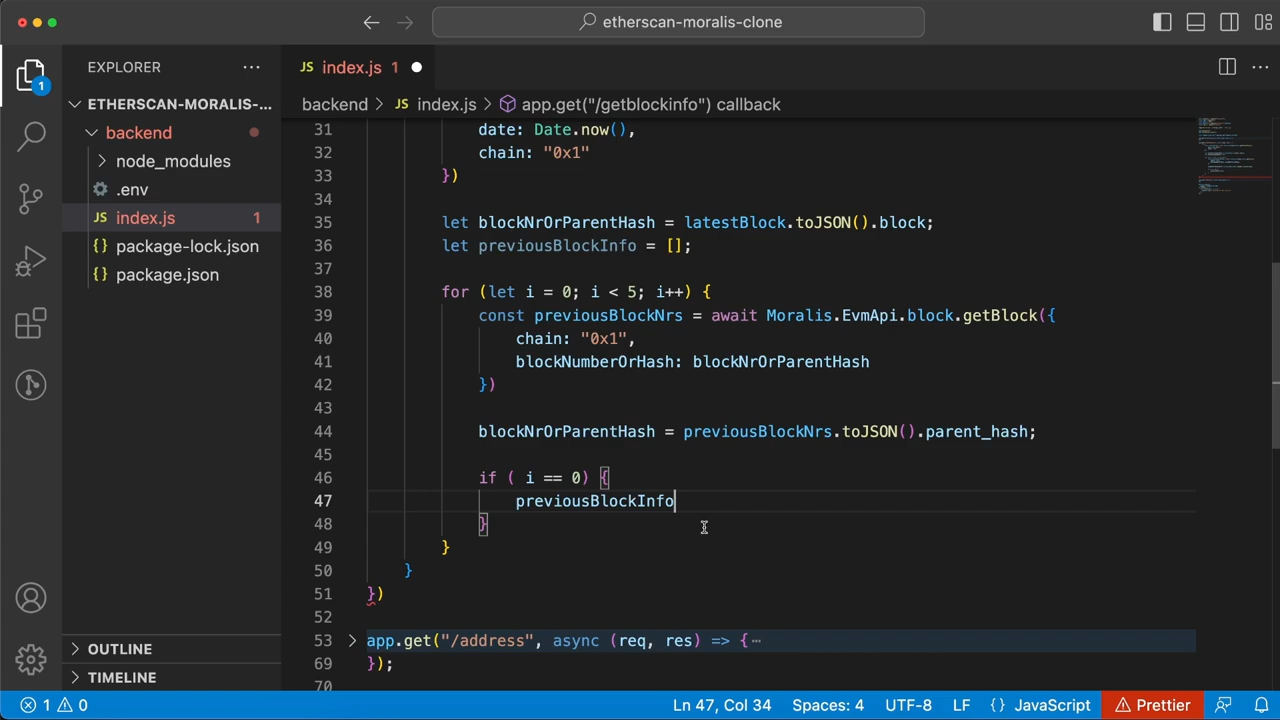 etherscan-moralis-clone
EXPLORER
JS index.js 1
1
ETHERSCAN-MORALIS-...
backend > JS index.js > app.get("/getblockinfo") callback
backend
node_modules
.env
JS index.js 1
{} package-lock.json
{} package.json
31 date: Date.now(),
32 chain: "0x1"
33 })
34
35 let blockNrOrParentHash = latestBlock.toJSON().block;
36 let previousBlockInfo = [];
37
38 for (let i = 0; i < 5; i++) {
39 const previousBlockNrs = await Moralis.EvmApi.block.getBlock({
40 chain: "0x1",
41 blockNumberOrHash: blockNrOrParentHash
42 })
43
44 blockNrOrParentHash = previousBlockNrs.toJSON().parent_hash;
45
46 if ( i == 0) {
47 previousBlockInfo
48 }
49 }
50 }
51 })
52
53 app.get("/address", async (req, res) => {
69 });
70
OUTLINE
TIMELINE
1 0 Ln 47, Col 34 Spaces: 4 UTF-8 LF {} JavaScript Prettier